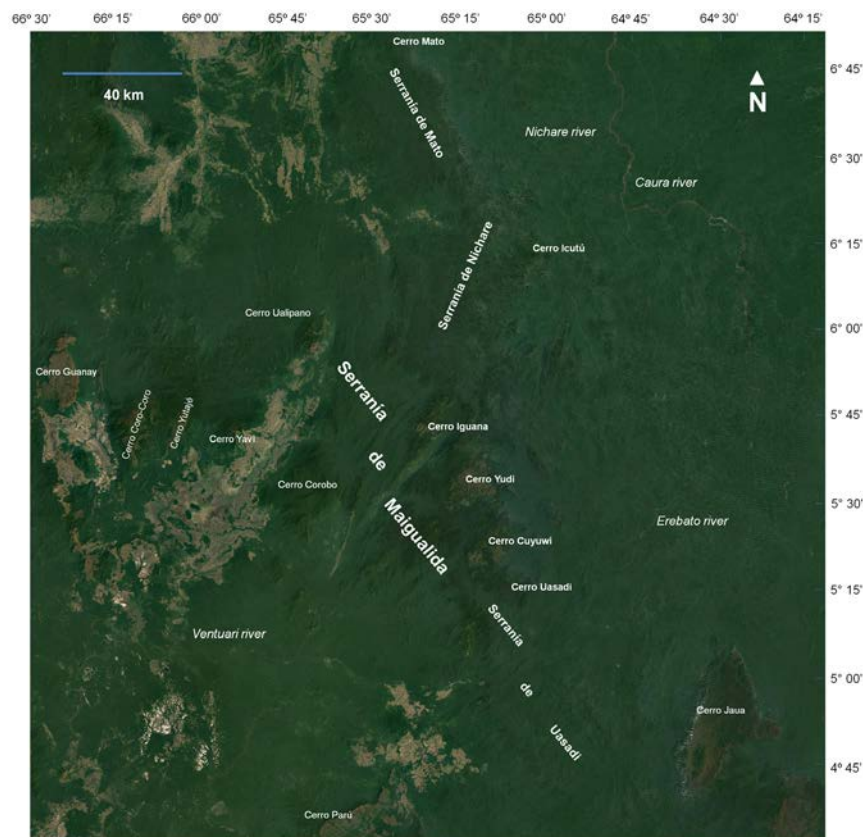 66° 30' 66° 15' 66° 00' 65° 45' 65° 30' 65° 15' 65° 00' 64° 45' 64° 30' 64° 15'
Cerro Mato
6° 45'
40 km
Serranía de Mato
N
Nichare river
6° 30'
Caura river
6° 15'
Serranía de Nichare
Cerro Icutú
Cerro Ualipano
6° 00'
Cerro Guanay
Serranía
de
Maigualida
Cerro Coro-Coro
Cerro Yutajé
Cerro Yaví
Cerro Iguana
5° 45'
Cerro Corobo
Cerro Yudi
5° 30'
Erebato river
Cerro Cuyuwi
Cerro Uasadi
5° 15'
Serranía
de
Uasadi
Ventuari river
5° 00'
Cerro Jaua
4° 45'
Cerro Parú